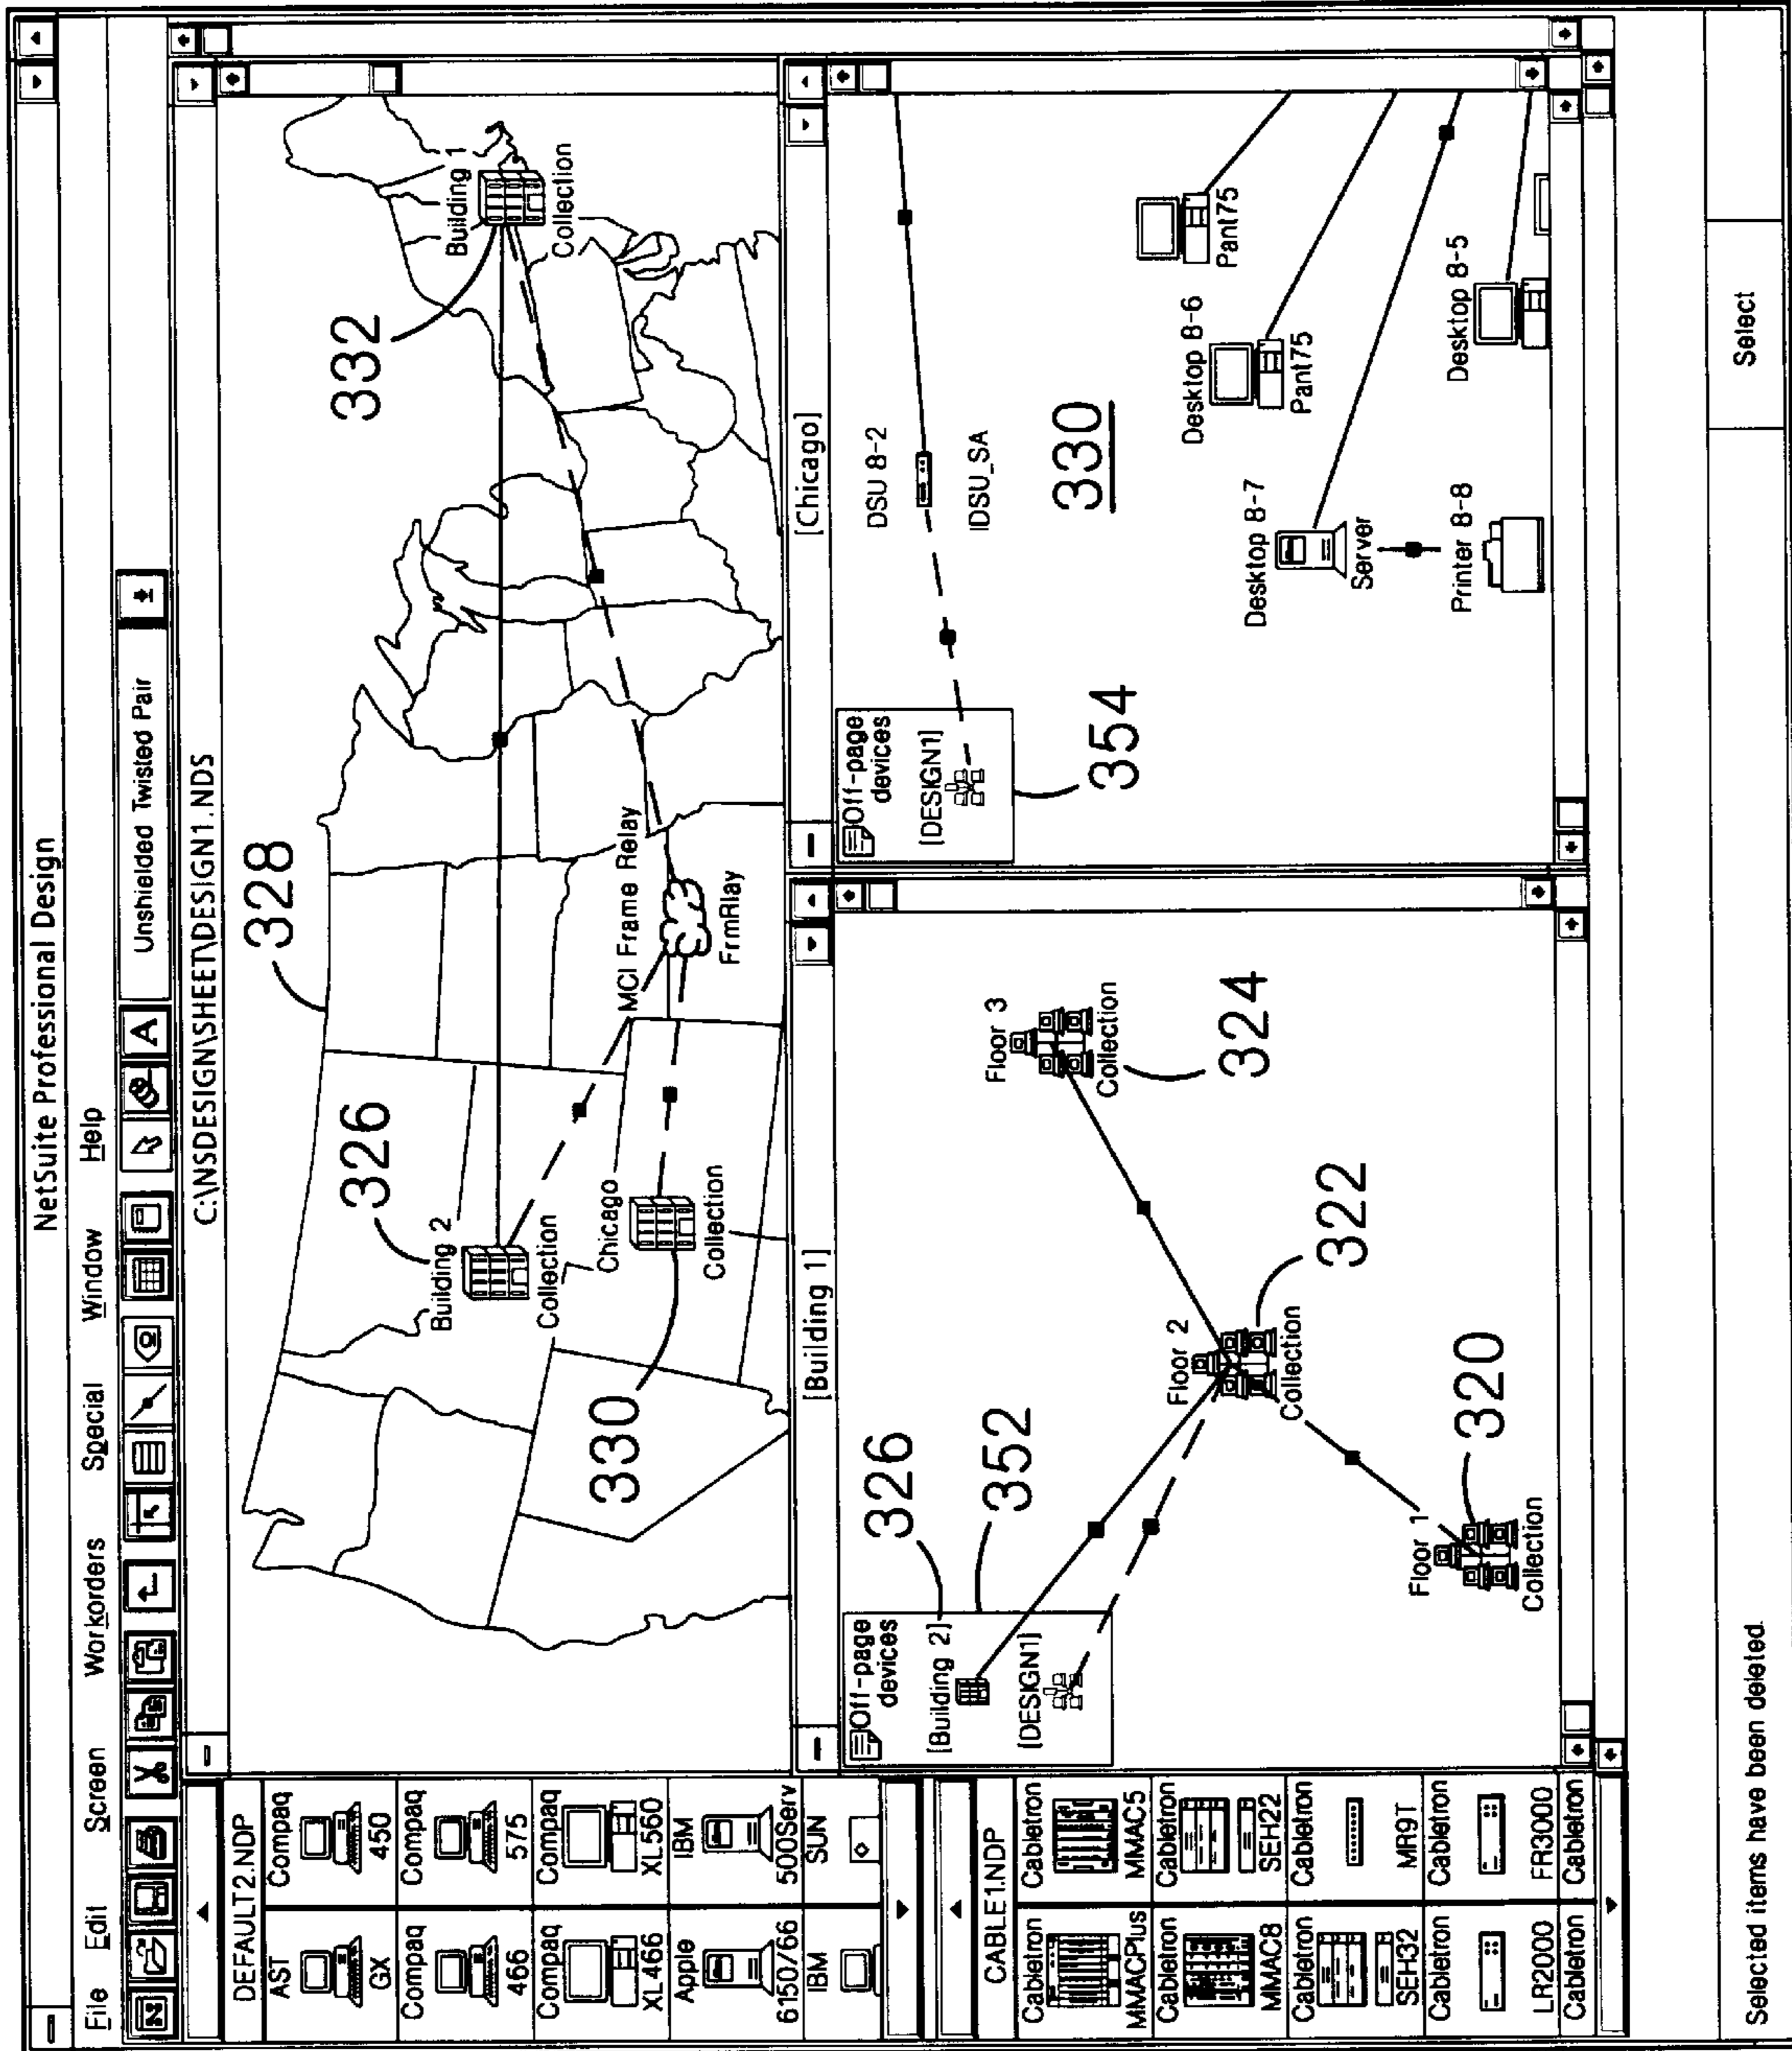 NetSuite Professional Design
File Edit Screen Workorders Special Window Help
Unshielded Twisted Pair
A
DEFAULT2.NDP
AST
GX
Compaq
450
Compaq
466
Compaq
575
Compaq
XL466
Compaq
XL560
Apple
6150/66
IBM
500Serv
IBM
SUN
CABLE1.NDP
Cabletron
MMACPlus
Cabletron
MMAC5
Cabletron
MMAC8
Cabletron
SEH22
Cabletron
SEH32
Cabletron
MR9T
Cabletron
LR2000
Cabletron
FR3000
Cabletron
Cabletron
C:\NSDESIGN\SHEET\DESIGN1.NDS
328
326
332
330
Building 2
Collection
Chicago
Collection
MCI Frame Relay
FrmRlay
Building 1
Collection
[Building 1]
Off-page
devices
[Building 2]
[DESIGN1]
326
352
Floor 1
Collection
320
Floor 2
Collection
322
Floor 3
Collection
324
[Chicago]
Off-page
devices
[DESIGN1]
354
DSU 8-2
IDSU_SA
330
Pant75
Desktop 8-6
Pant75
Desktop 8-7
Server
Printer 8-8
Desktop 8-5
Selected items have been deleted.
Select